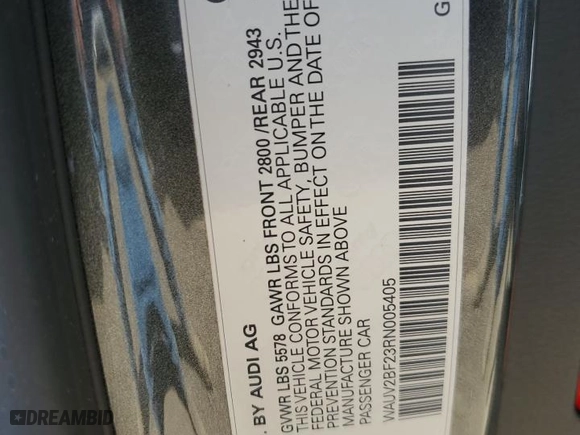 . BY AUDI AG
GVWR LBS 5578 GAWR LBS FRONT 2800 /REAR 2943
THIS VEHICLE CONFORMS TO ALL APPLICABLE U.S.
FEDERAL MOTOR VEHICLE SAFETY, BUMPER AND THE
PREVENTION STANDARDS IN EFFECT ON THE DATE OF
MANUFACTURE SHOWN ABOVE
PASSENGER CAR
WAUV2BF23RN005405
G
DREAMBID